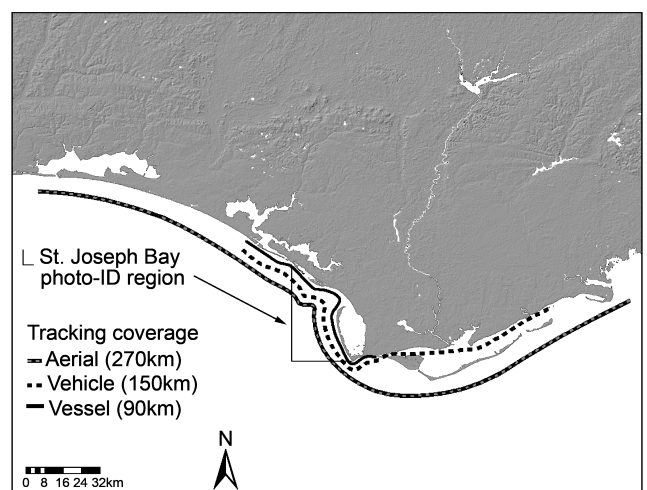 St. Joseph Bay
photo-ID region
Tracking coverage
Aerial (270km)
Vehicle (150km)
Vessel (90km)
N
0 8 16 24 32km